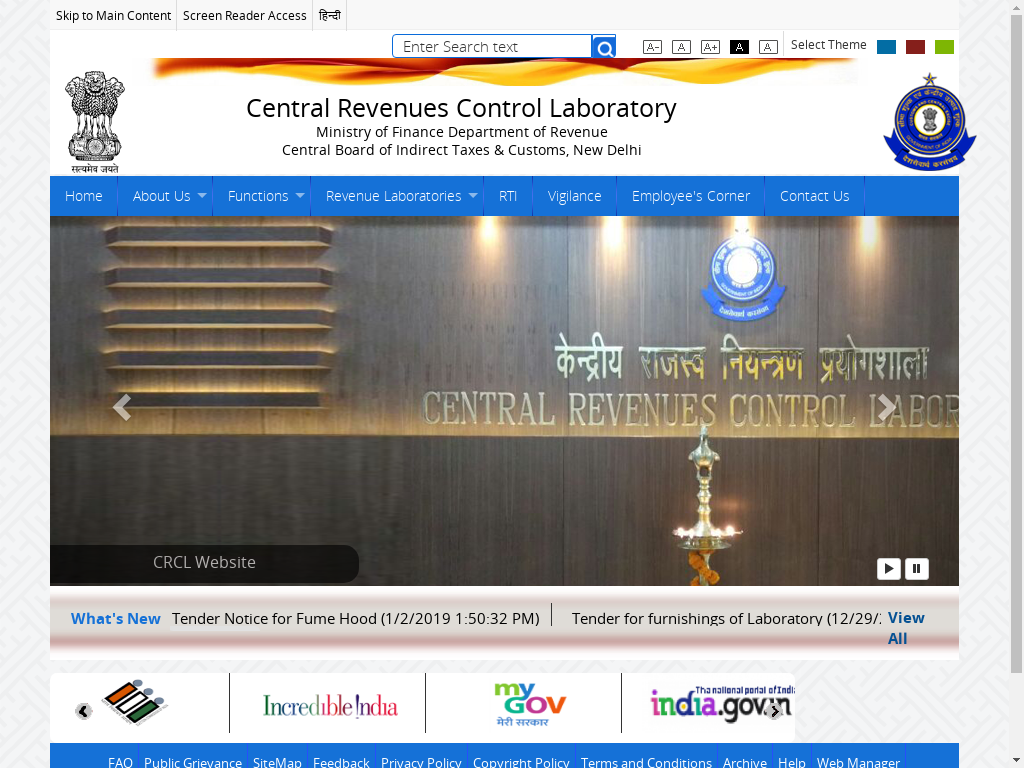 Skip to Main Content
Screen Reader Access
हिन्दी
Enter Search text
A-
A
A+
A
A
Select Theme
Central Revenues Control Laboratory
Ministry of Finance Department of Revenue
Central Board of Indirect Taxes & Customs, New Delhi
सत्यमेव जयते
Home
About Us
Functions
Revenue Laboratories
RTI
Vigilance
Employee's Corner
Contact Us
केन्द्रीय राजस्व नियन्त्रण प्रयोगशाला
CENTRAL REVENUES CONTROL LABOR
CRCL Website
What's New
Tender Notice for Fume Hood (1/2/2019 1:50:32 PM)
Tender for furnishings of Laboratory (12/29/2
View
All
Incredible !ndia
my
GOV
मेरी सरकार
The national portal of Indi
india.gov.in
FAQ
Public Grievance
SiteMap
Feedback
Privacy Policy
Copyright Policy
Terms and Conditions
Archive
Help
Web Manager